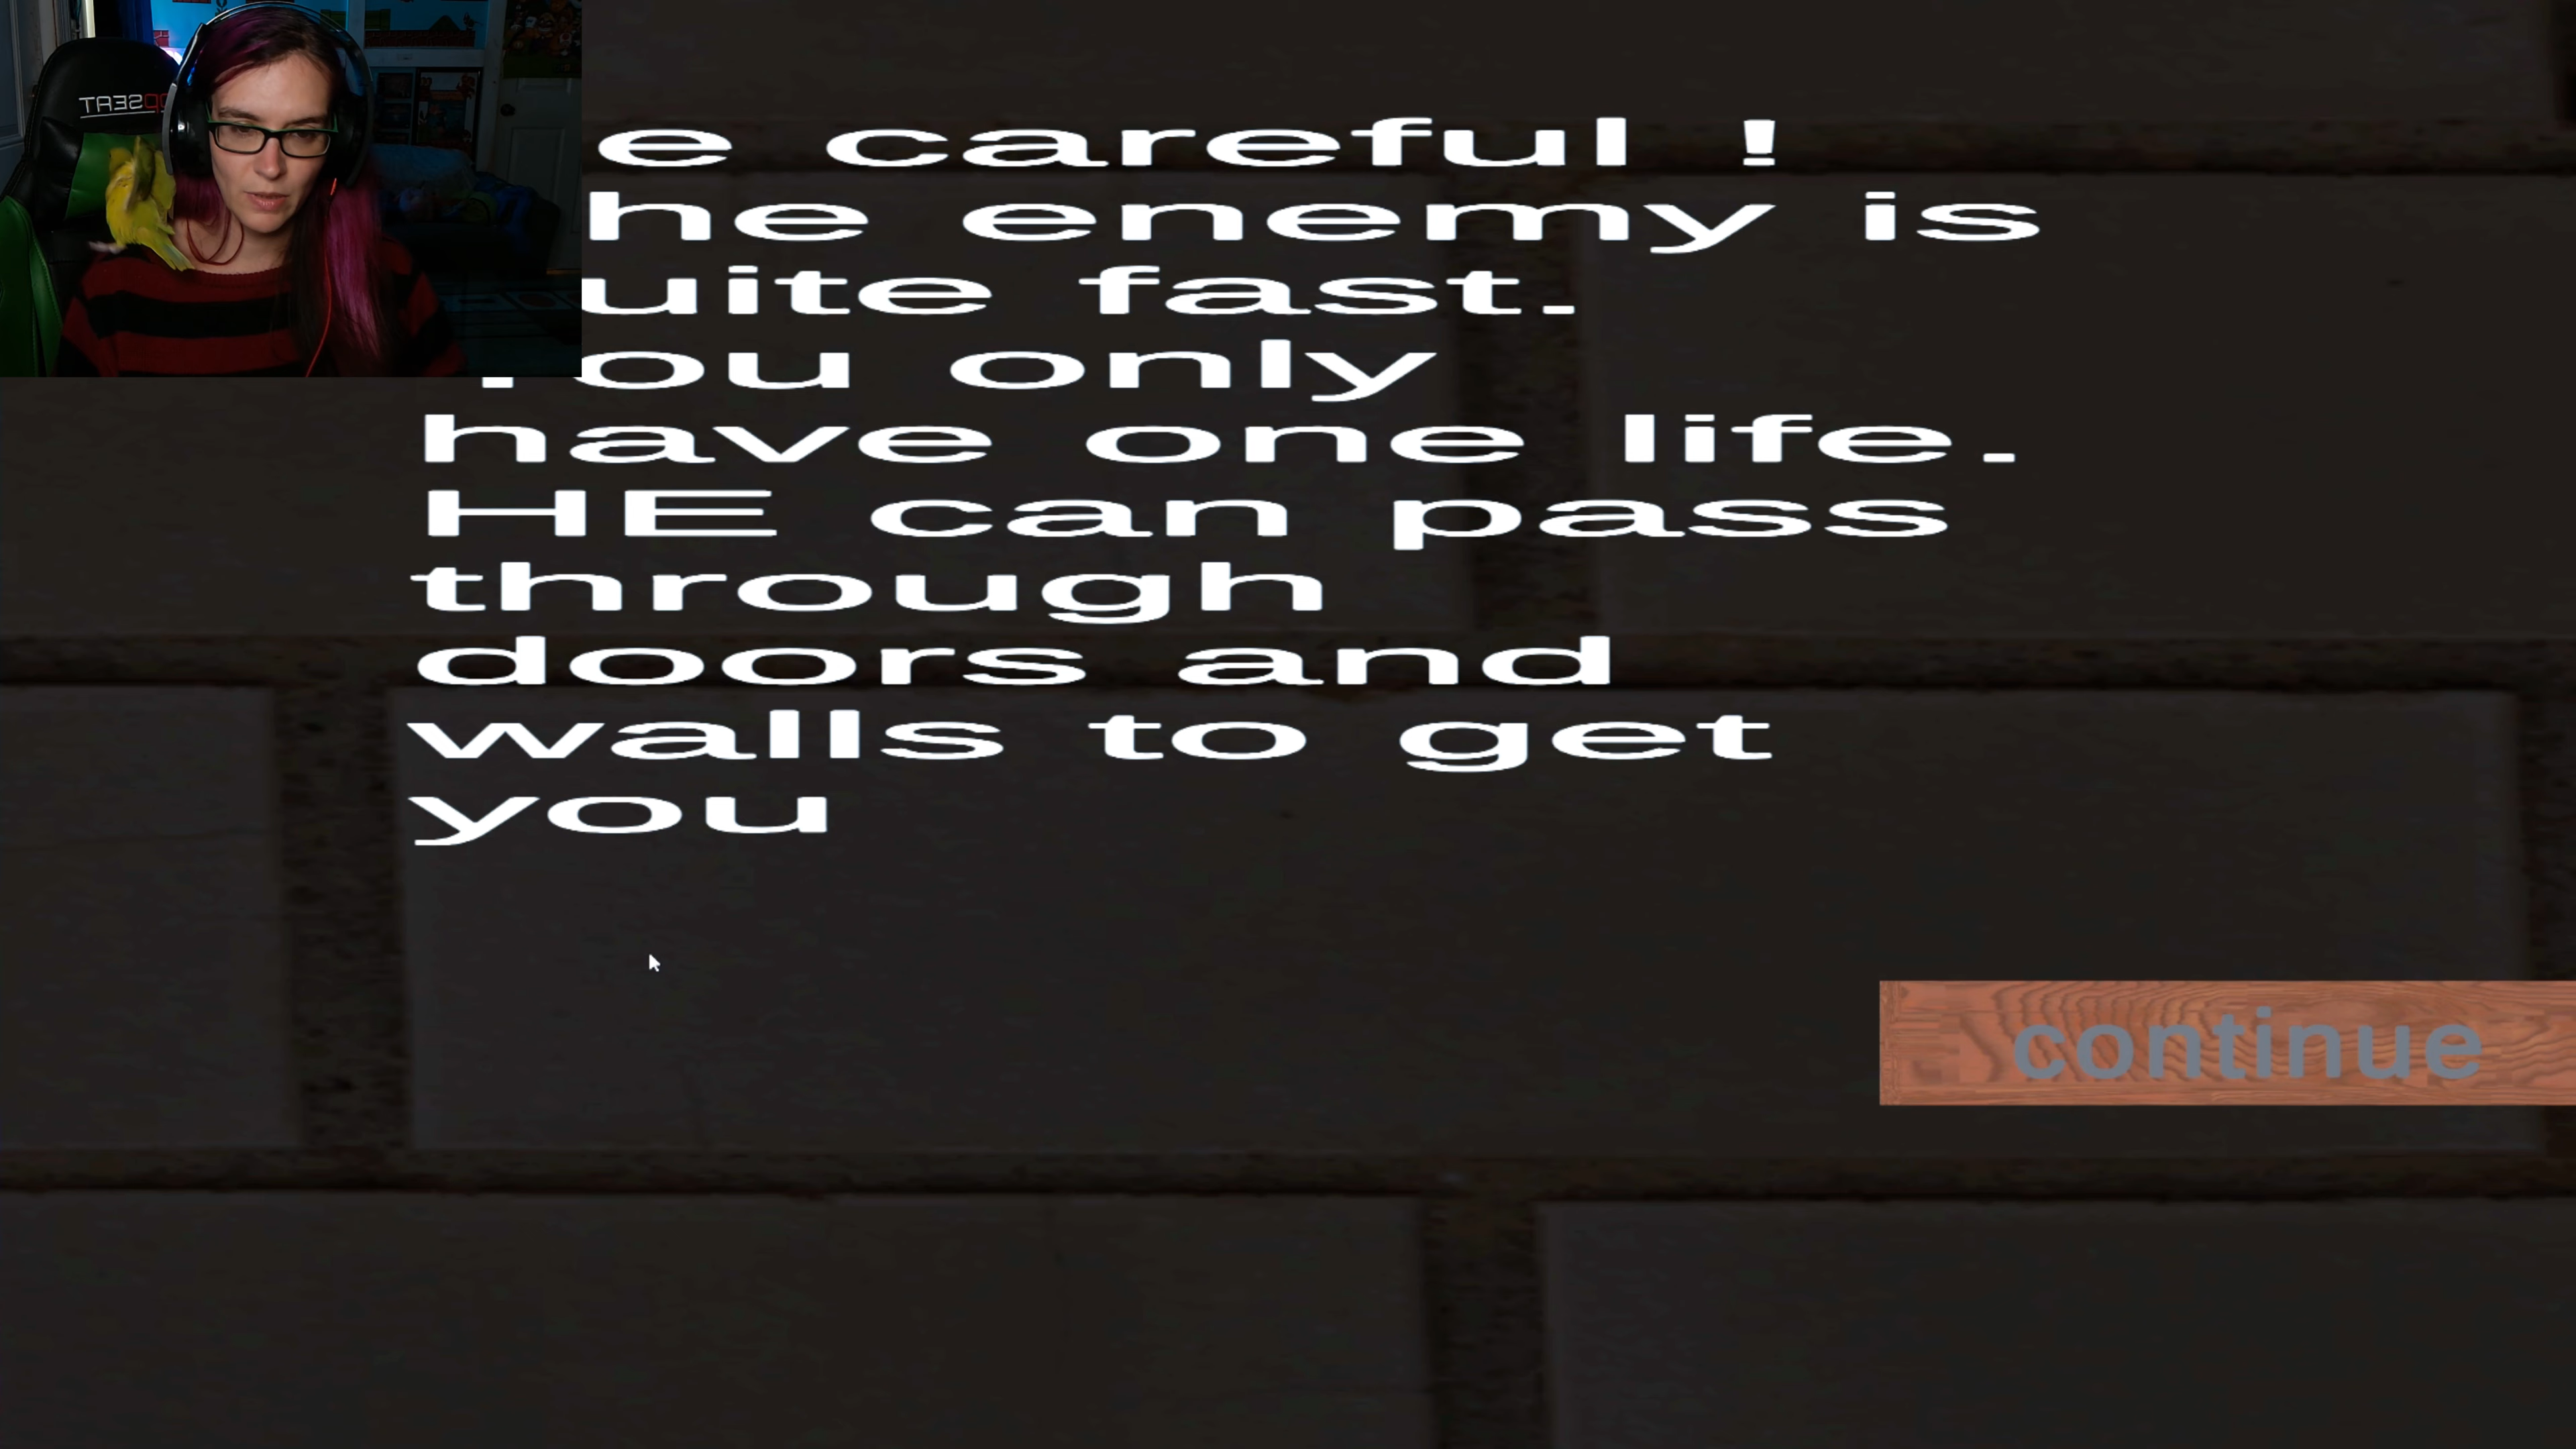 e careful !
he enemy is
uite fast.
ou only
have one life.
HE can pass
through
doors and
walls to get
you
continue